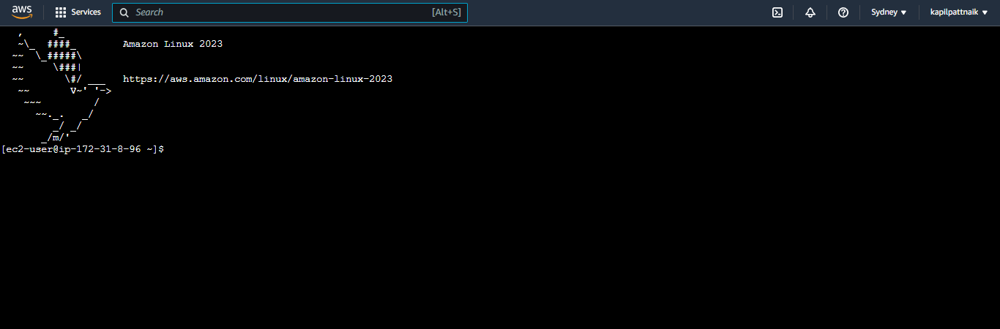 aws Services Search [Alt+S] Sydney kapilpattnaik
   ,     #_
   ~\_  ####_        Amazon Linux 2023
  ~~  \_#####\
  ~~     \###|
  ~~       \#/ ___   https://aws.amazon.com/linux/amazon-linux-2023
   ~~       V~' '->
    ~~~         /
      ~~._.   _/
         _/ _/
       _/m/'
[ec2-user@ip-172-31-8-96 ~]$